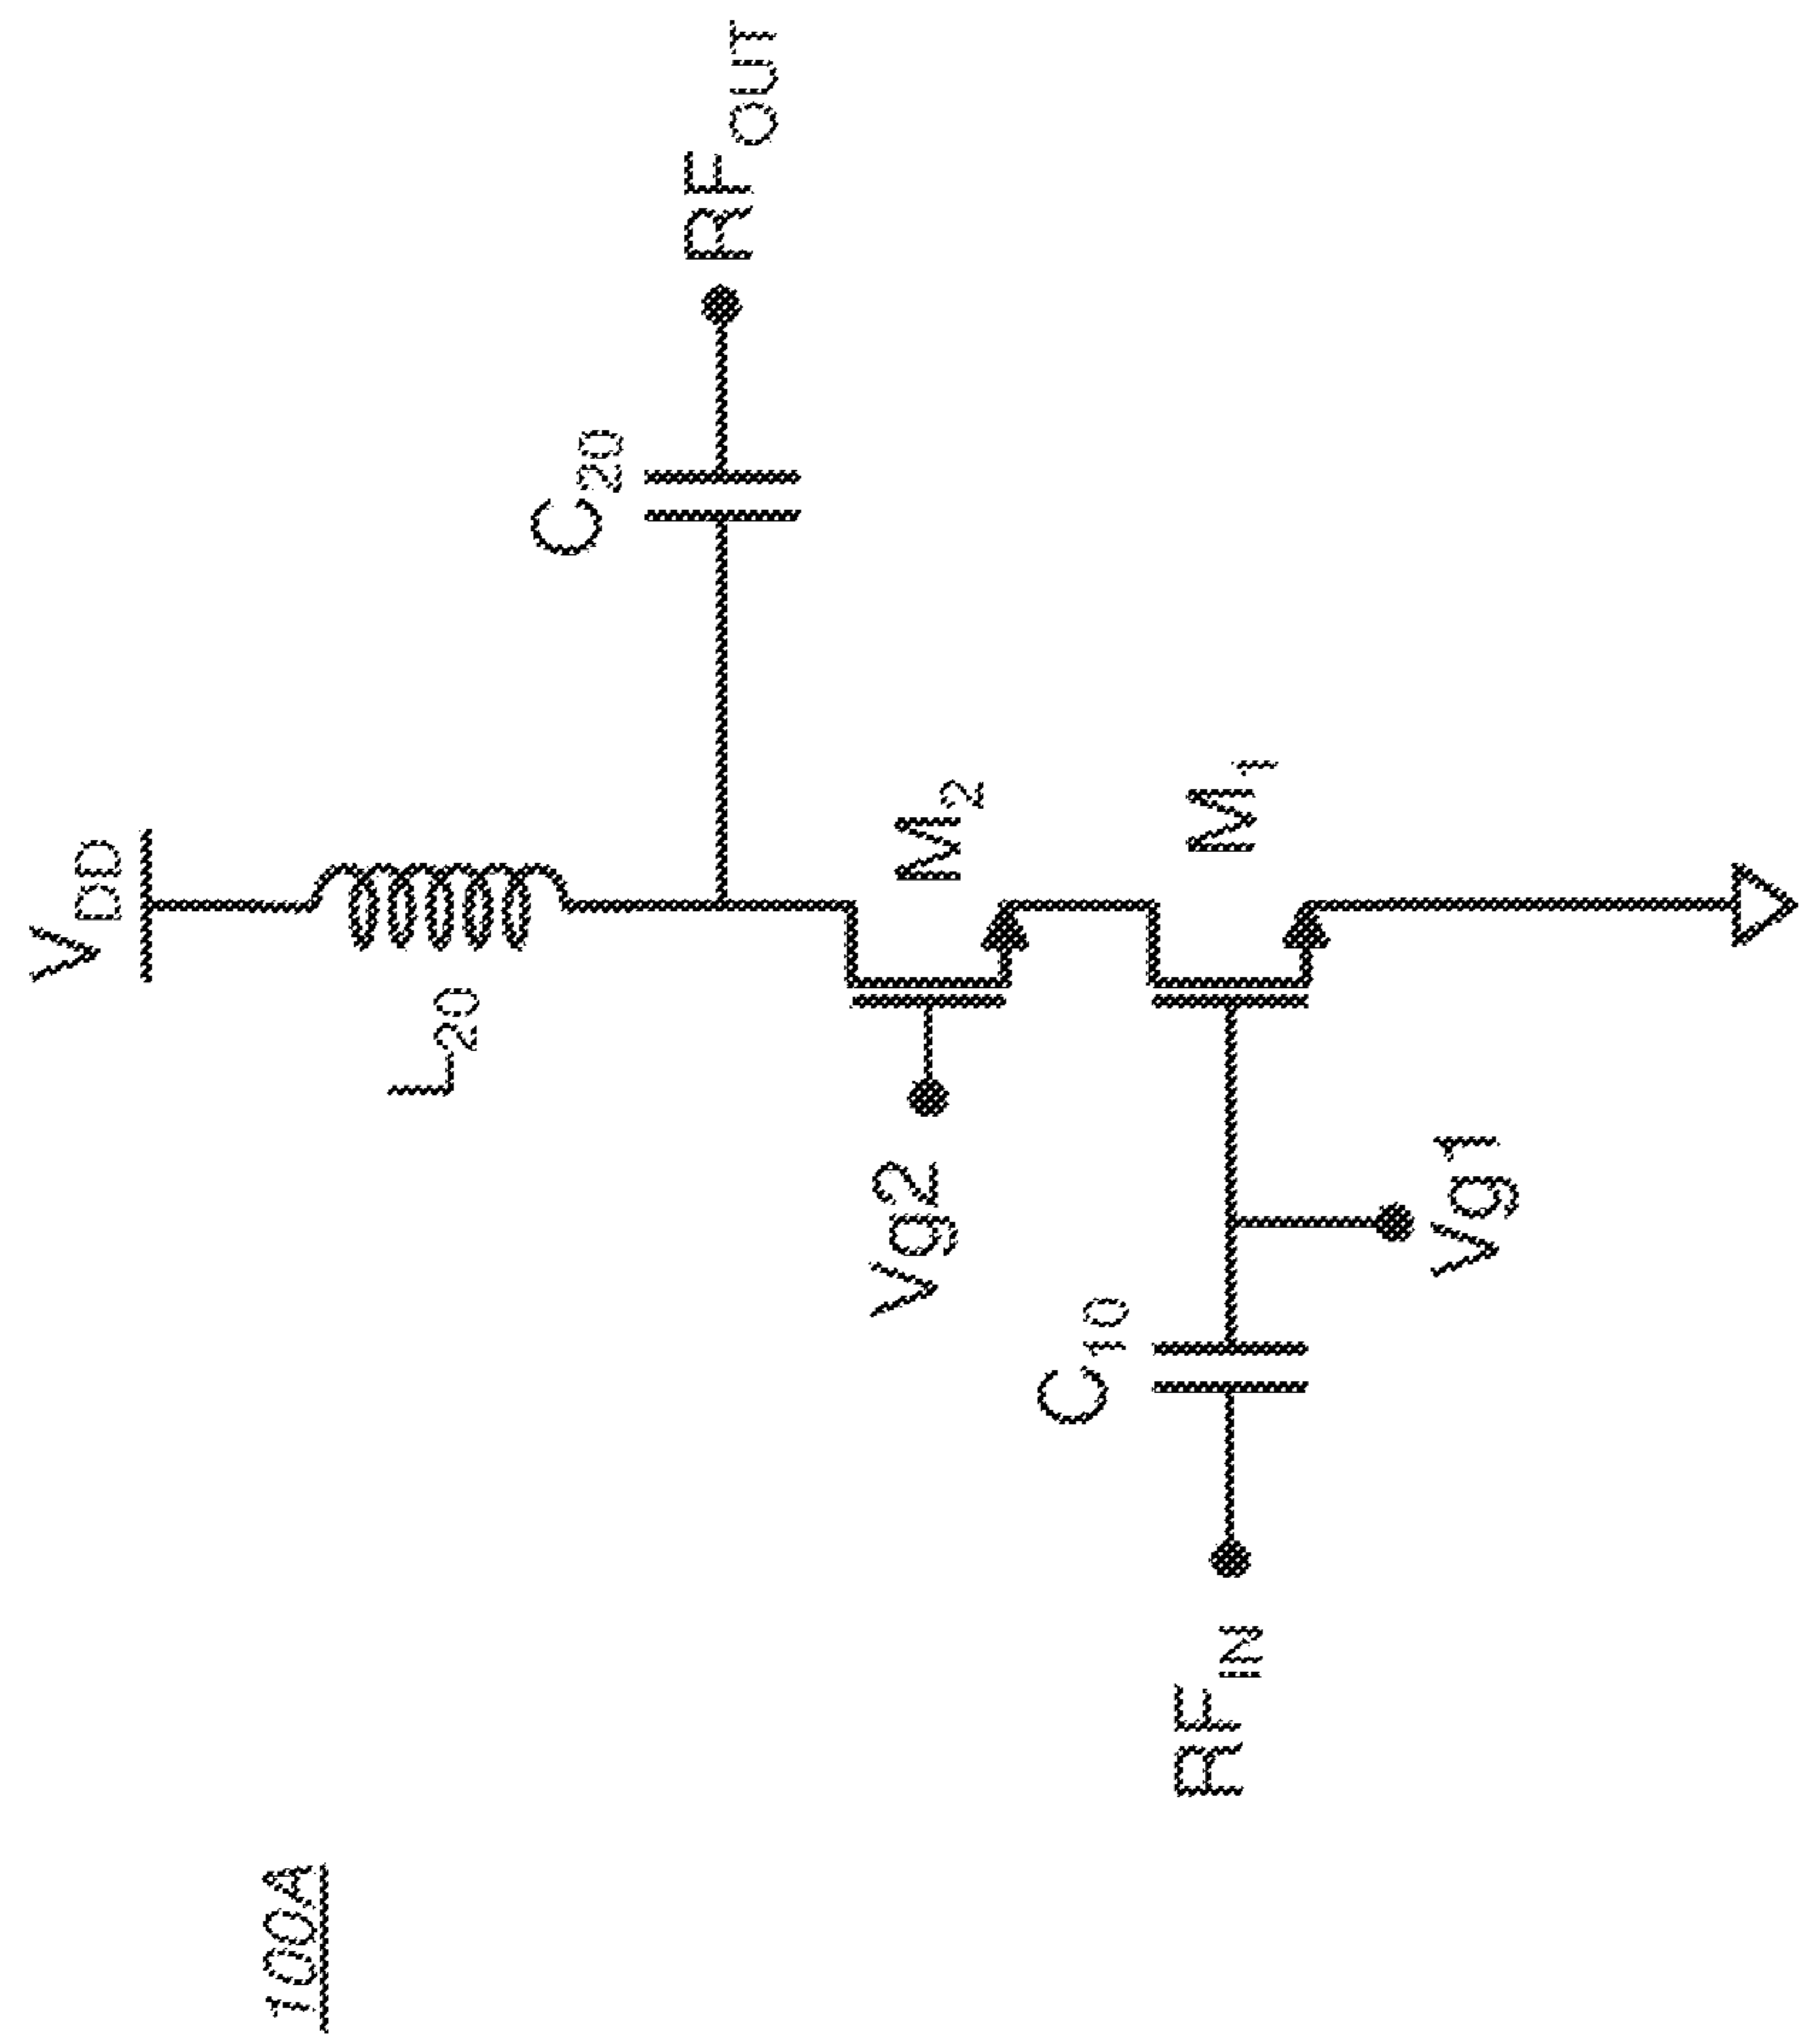 100A
V_DD
L_20
C_20
RF_OUT
Vg2
M_2
M_1
C_10
RF_IN
Vg1